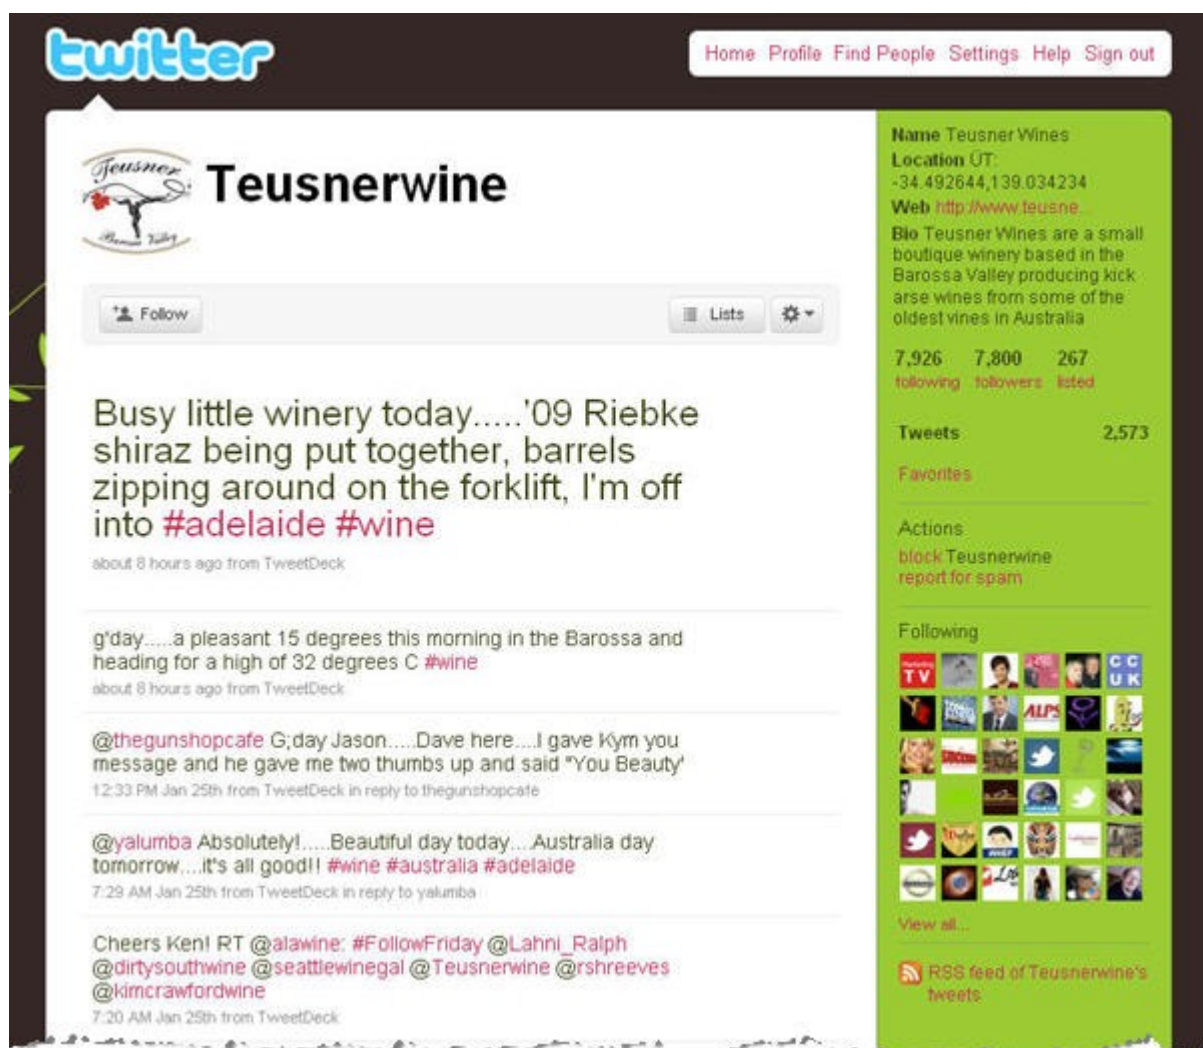 twitter
Home Profile Find People Settings Help Sign out
Teusner
Barossa Valley
Teusnerwine
Follow
Lists
Busy little winery today.....'09 Riebke
shiraz being put together, barrels
zipping around on the forklift, I'm off
into #adelaide #wine
about 8 hours ago from TweetDeck
g'day.....a pleasant 15 degrees this morning in the Barossa and
heading for a high of 32 degrees C #wine
about 8 hours ago from TweetDeck
@thegunshopcafe G;day Jason.....Dave here....I gave Kym you
message and he gave me two thumbs up and said "You Beauty'
12:33 PM Jan 25th from TweetDeck in reply to thegunshopcafe
@yalumba Absolutely!.....Beautiful day today....Australia day
tomorrow....it's all good!! #wine #australia #adelaide
7:29 AM Jan 25th from TweetDeck in reply to yalumba
Cheers Ken! RT @alawine: #FollowFriday @Lahni_Ralph
@dirtysouthwine @seattlewinegal @Teusnerwine @rshreeves
@kimcrawfordwine
7:20 AM Jan 25th from TweetDeck
Name Teusner Wines
Location ÜT:
-34.492644,139.034234
Web http://www.teusne...
Bio Teusner Wines are a small
boutique winery based in the
Barossa Valley producing kick
arse wines from some of the
oldest vines in Australia
7,926 7,800 267
following followers listed
Tweets 2,573
Favorites
Actions
block Teusnerwine
report for spam
Following
TV
CC
UK
ALPS
View all...
RSS feed of Teusnerwine's
tweets